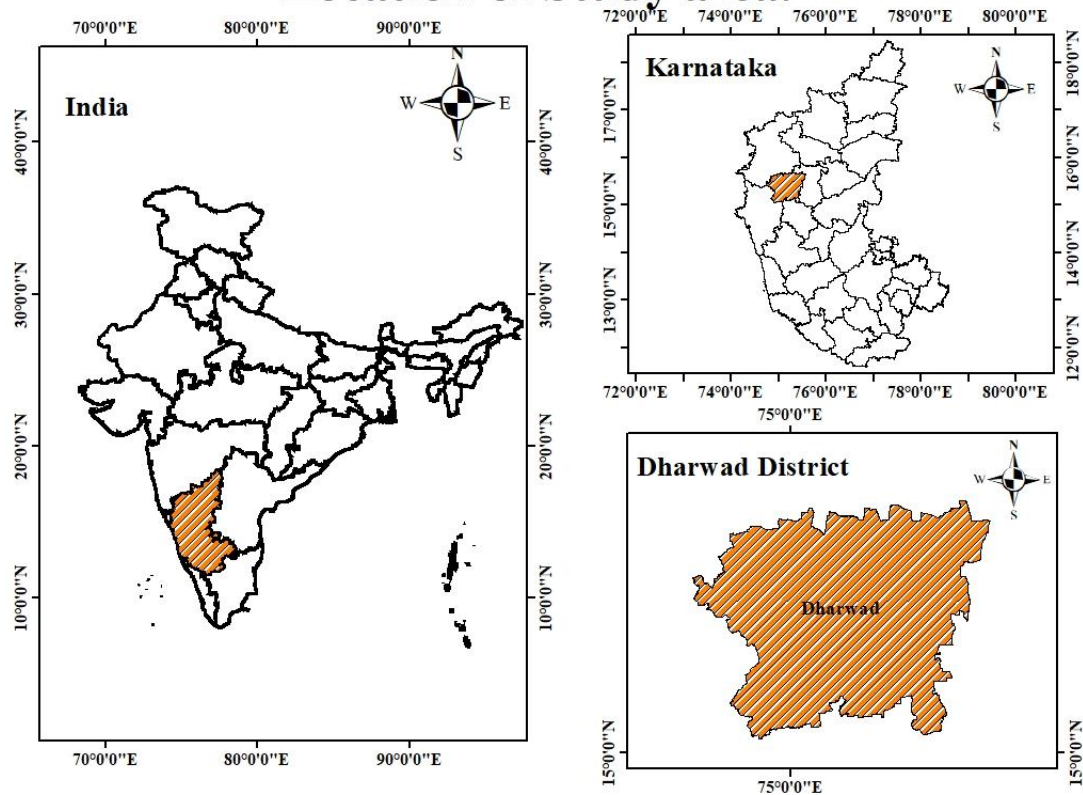 70°0'0"E 80°0'0"E 90°0'0"E
India
N
W E
S
40°0'0"N
30°0'0"N
20°0'0"N
10°0'0"N
40°0'0"N
30°0'0"N
20°0'0"N
10°0'0"N
70°0'0"E 80°0'0"E 90°0'0"E
72°0'0"E 74°0'0"E 76°0'0"E 78°0'0"E 80°0'0"E
Karnataka
N
W E
S
17°0'0"N
15°0'0"N
13°0'0"N
18°0'0"N
16°0'0"N
14°0'0"N
12°0'0"N
72°0'0"E 74°0'0"E 76°0'0"E 78°0'0"E 80°0'0"E
75°0'0"E
Dharwad District
N
W E
S
Dharwad
15°0'0"N
15°0'0"N
75°0'0"E